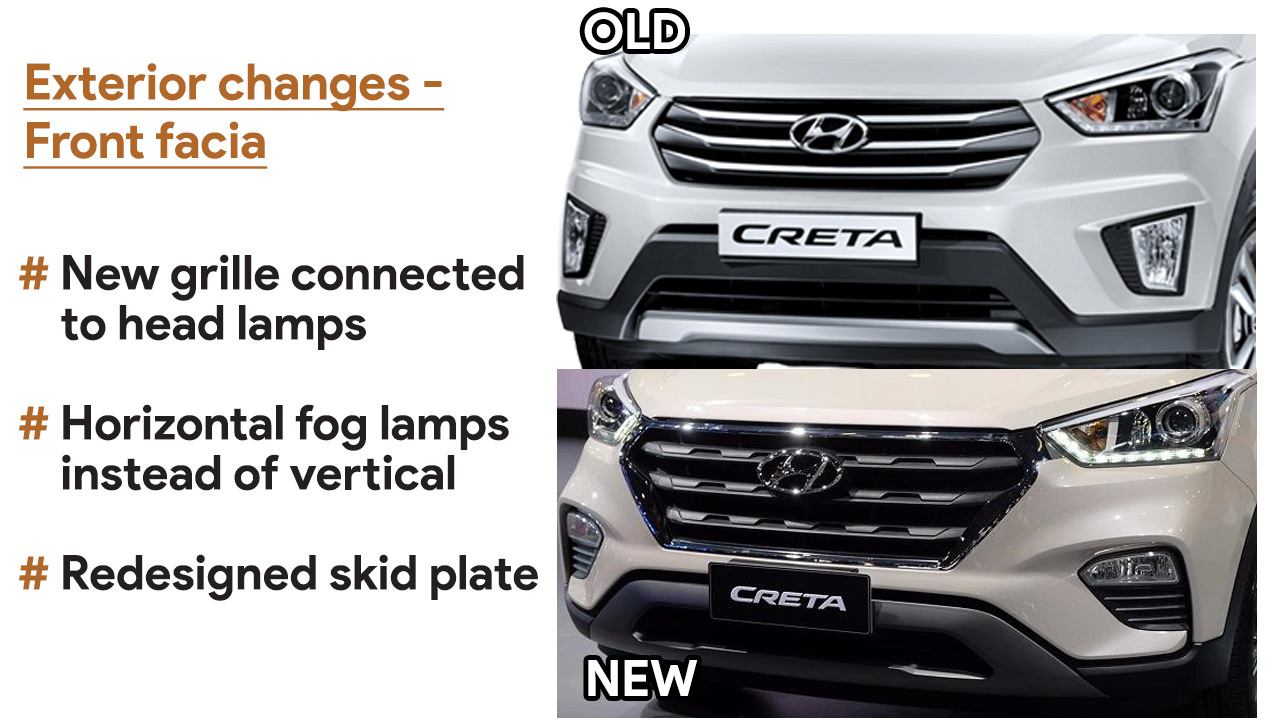 Exterior changes -
Front facia
# New grille connected
to head lamps
# Horizontal fog lamps
instead of vertical
# Redesigned skid plate
OLD
CRETA
CRETA
NEW